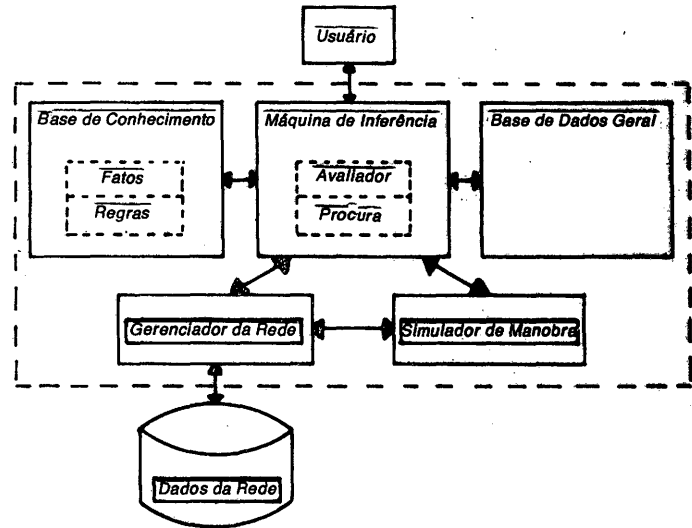 Usuário
Base de Conhecimento
Máquina de Inferência
Base de Dados Geral
Fatos
Regras
Avaliador
Procura
Gerenciador da Rede
Simulador de Manobra
Dados da Rede